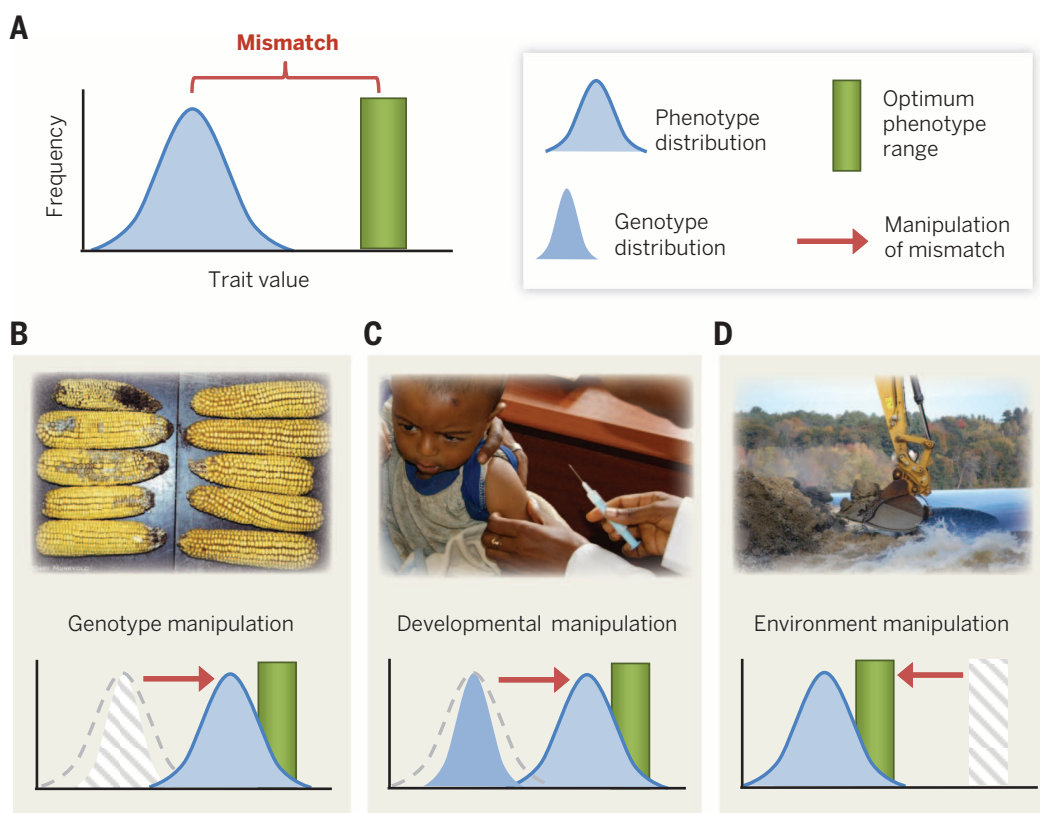 A
Mismatch
Frequency
Trait value
Phenotype
distribution
Optimum
phenotype
range
Genotype
distribution
Manipulation
of mismatch
B
C
D
Genotype manipulation
Developmental manipulation
Environment manipulation